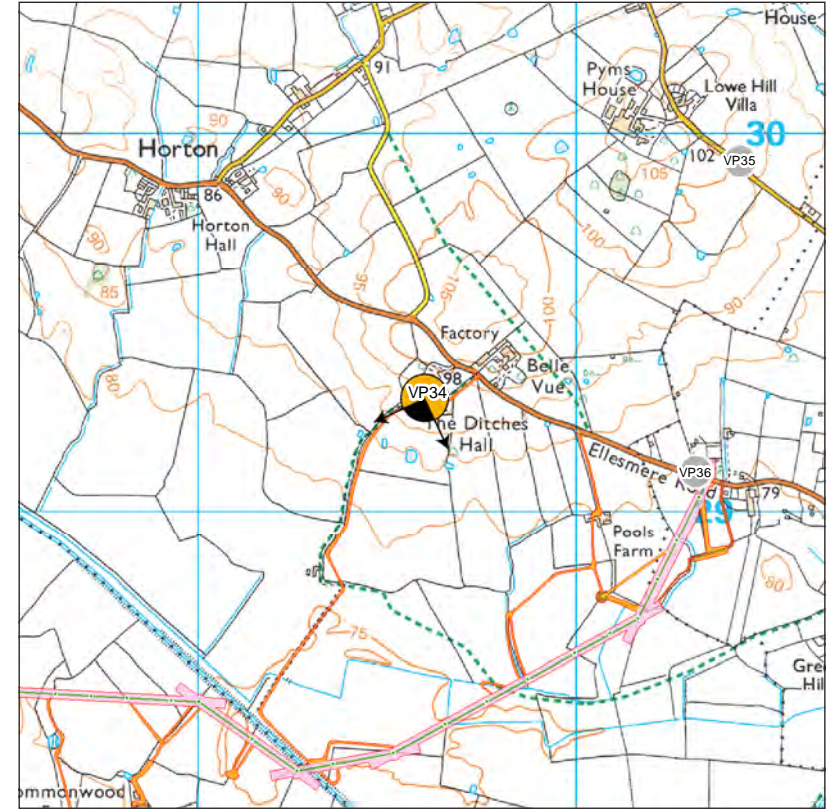 House
91
Pyms
House
Lowe Hill
Villa
90
30
Horton
102
VP35
105
86
90
Horton
Hall
90
100
95
105
101
85
90
Factory
80
98
Belle
Vue
VP34
The Ditches
Hall
Ellesmere Road
VP36
79
29
Pools
Farm
80
75
Gre
Hil
ommonwood